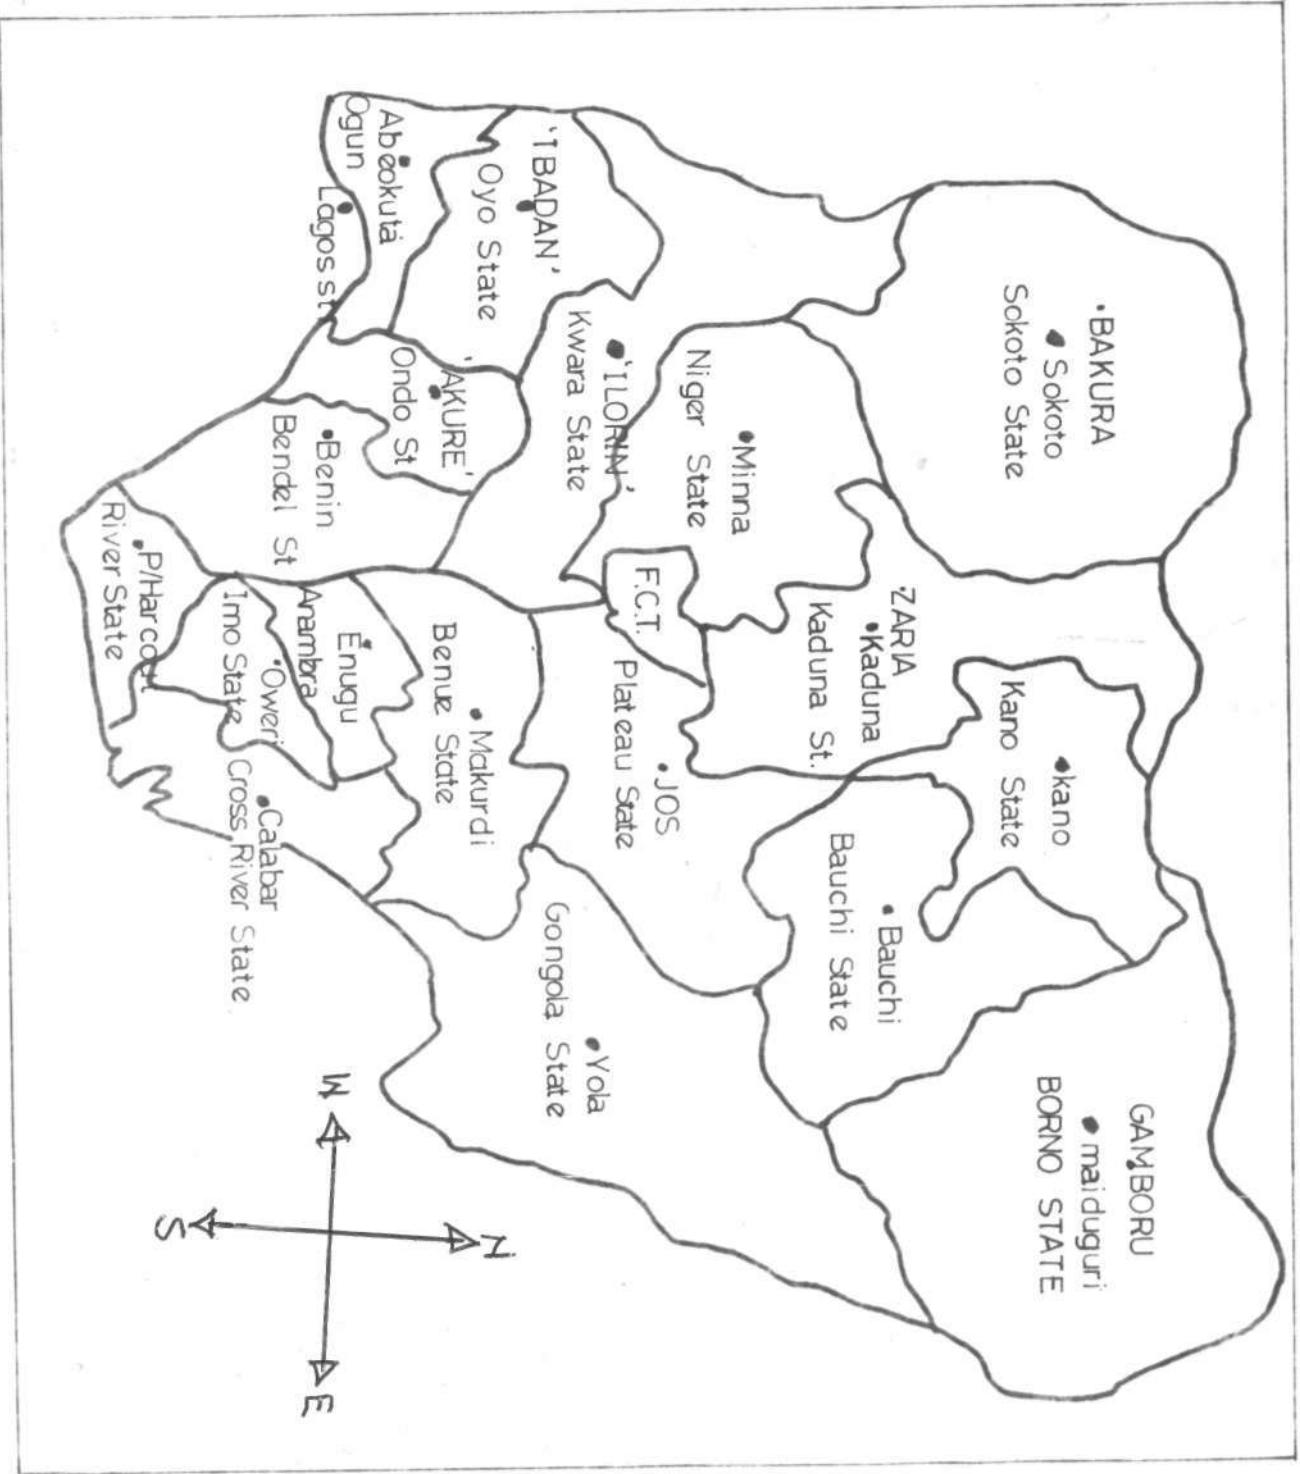 ·BAKURA
Sokoto
Sokoto State
GAMBORU
maiduguri
BORNO STATE
kano
Kano State
ZARIA
Kaduna
Kaduna St.
Bauchi
Bauchi State
Minna
Niger State
F.C.T.
JOS
Plateau State
'ILORIN'
Kwara State
Yola
Gongola State
'IBADAN'
Oyo State
'AKURE'
Ondo St
Makurdi
Benue State
Abeokuta
Ogun
Lagos st
Benin
Bendel St
Enugu
Anambra
Oweri
Imo State
Calabar
Cross River State
P/Harcourt
River State
N
W
E
S